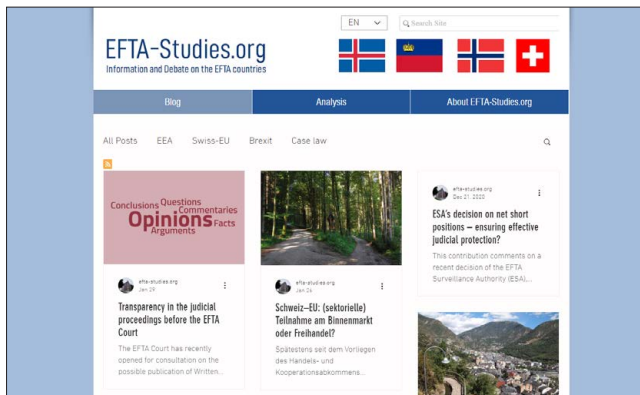 EN
Search Site
EFTA-Studies.org
Information and Debate on the EFTA countries
Blog
Analysis
About EFTA-Studies.org
All Posts
EEA
Swiss-EU
Brexit
Case law
Conclusions Questions
Commentaries
Opinions Facts
Arguments
efta-studies.org
Jan 29
Transparency in the judicial
proceedings before the EFTA
Court
The EFTA Court has recently
opened for consultation on the
possible publication of Written...
efta-studies.org
Jan 26
Schweiz–EU: (sektorielle)
Teilnahme am Binnenmarkt
oder Freihandel?
Spätestens seit dem Vorliegen
des Handels- und
Kooperationsabkommens...
efta-studies.org
Dec 21, 2020
ESA's decision on net short
positions – ensuring effective
judicial protection?
This contribution comments on a
recent decision of the EFTA
Surveillance Authority (ESA)...